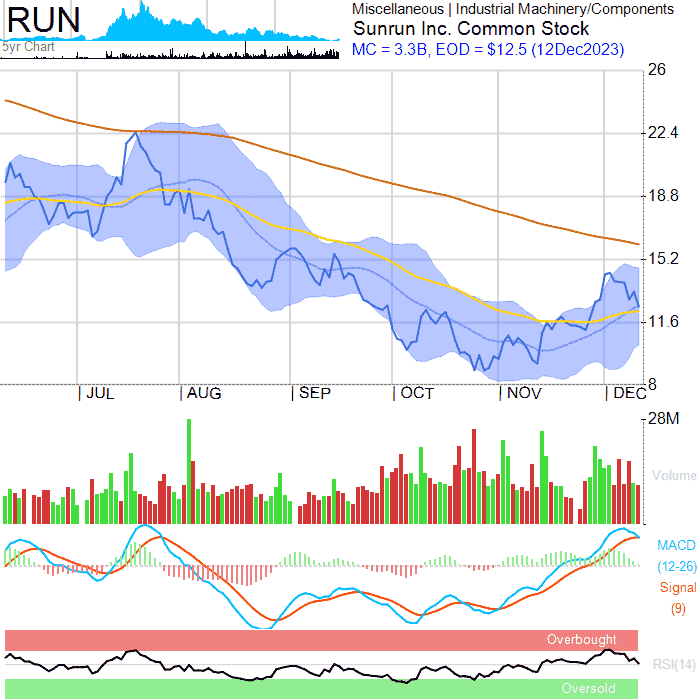 RUN
5yr Chart
Miscellaneous | Industrial Machinery/Components
Sunrun Inc. Common Stock
MC = 3.3B, EOD = $12.5 (12Dec2023)
26
22.4
18.8
15.2
11.6
8
| JUL | AUG | SEP | OCT | NOV | DEC
28M
Volume
MACD
(12-26)
Signal
(9)
Overbought
RSI(14)
Oversold